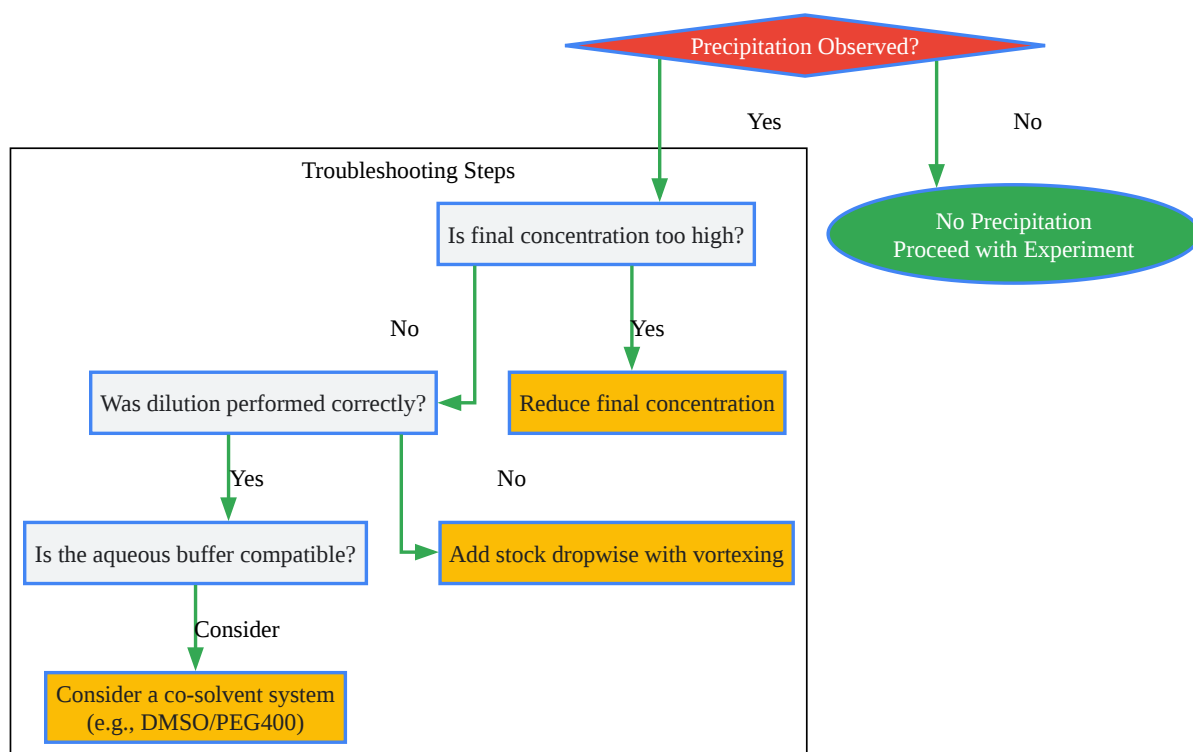 Precipitation Observed?
Yes
No
Troubleshooting Steps
No Precipitation
Proceed with Experiment
Is final concentration too high?
No
Yes
Was dilution performed correctly?
Reduce final concentration
Yes
No
Is the aqueous buffer compatible?
Add stock dropwise with vortexing
Consider
Consider a co-solvent system
(e.g., DMSO/PEG400)